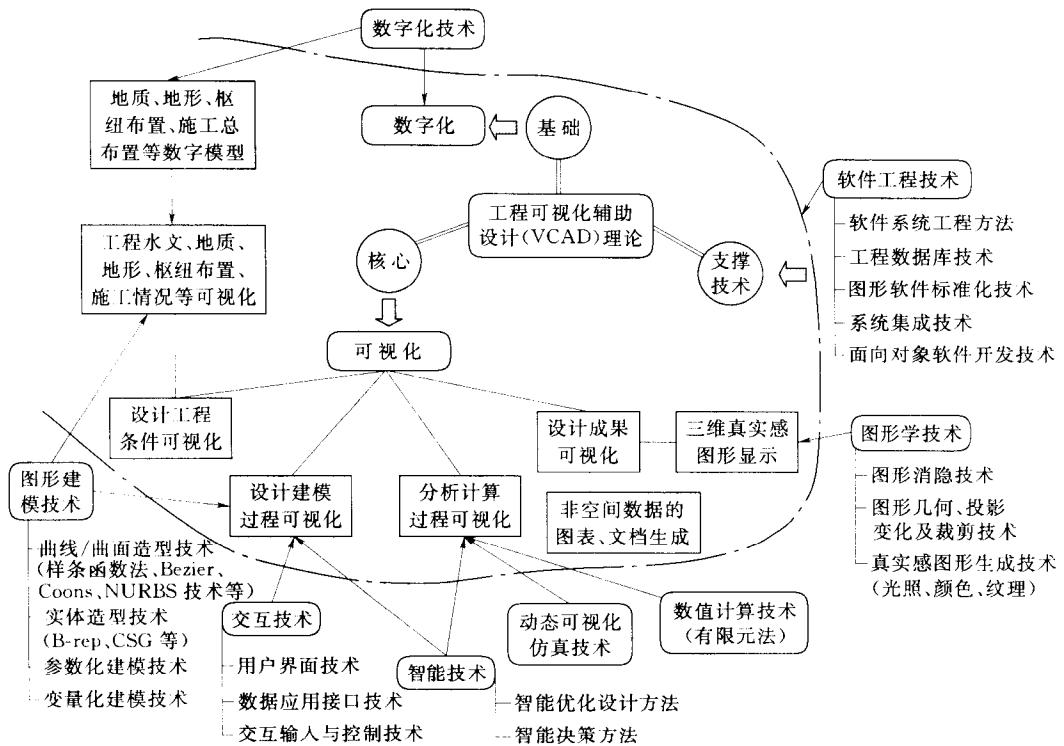 数字化技术
地质、地形、枢
纽布置、施工总
布置等数字模型
数字化
基础
工程可视化辅助
设计(VCAD)理论
软件工程技术
软件系统工程方法
工程数据库技术
图形软件标准化技术
系统集成技术
面向对象软件开发技术
工程水文、地质、
地形、枢纽布置、
施工情况等可视化
核心
支撑
技术
可视化
设计工程
条件可视化
设计成果
可视化
三维真实感
图形显示
图形学技术
图形消隐技术
图形几何、投影
变化及裁剪技术
真实感图形生成技术
(光照、颜色、纹理)
图形建
模技术
设计建模
过程可视化
分析计算
过程可视化
非空间数据的
图表、文档生成
曲线/曲面造型技术
(样条函数法、Bezier、
Coons、NURBS 技术等)
实体造型技术
(B-rep、CSG 等)
参数化建模技术
变量化建模技术
交互技术
用户界面技术
数据应用接口技术
交互输入与控制技术
智能技术
智能优化设计方法
智能决策方法
动态可视化
仿真技术
数值计算技术
(有限元法)